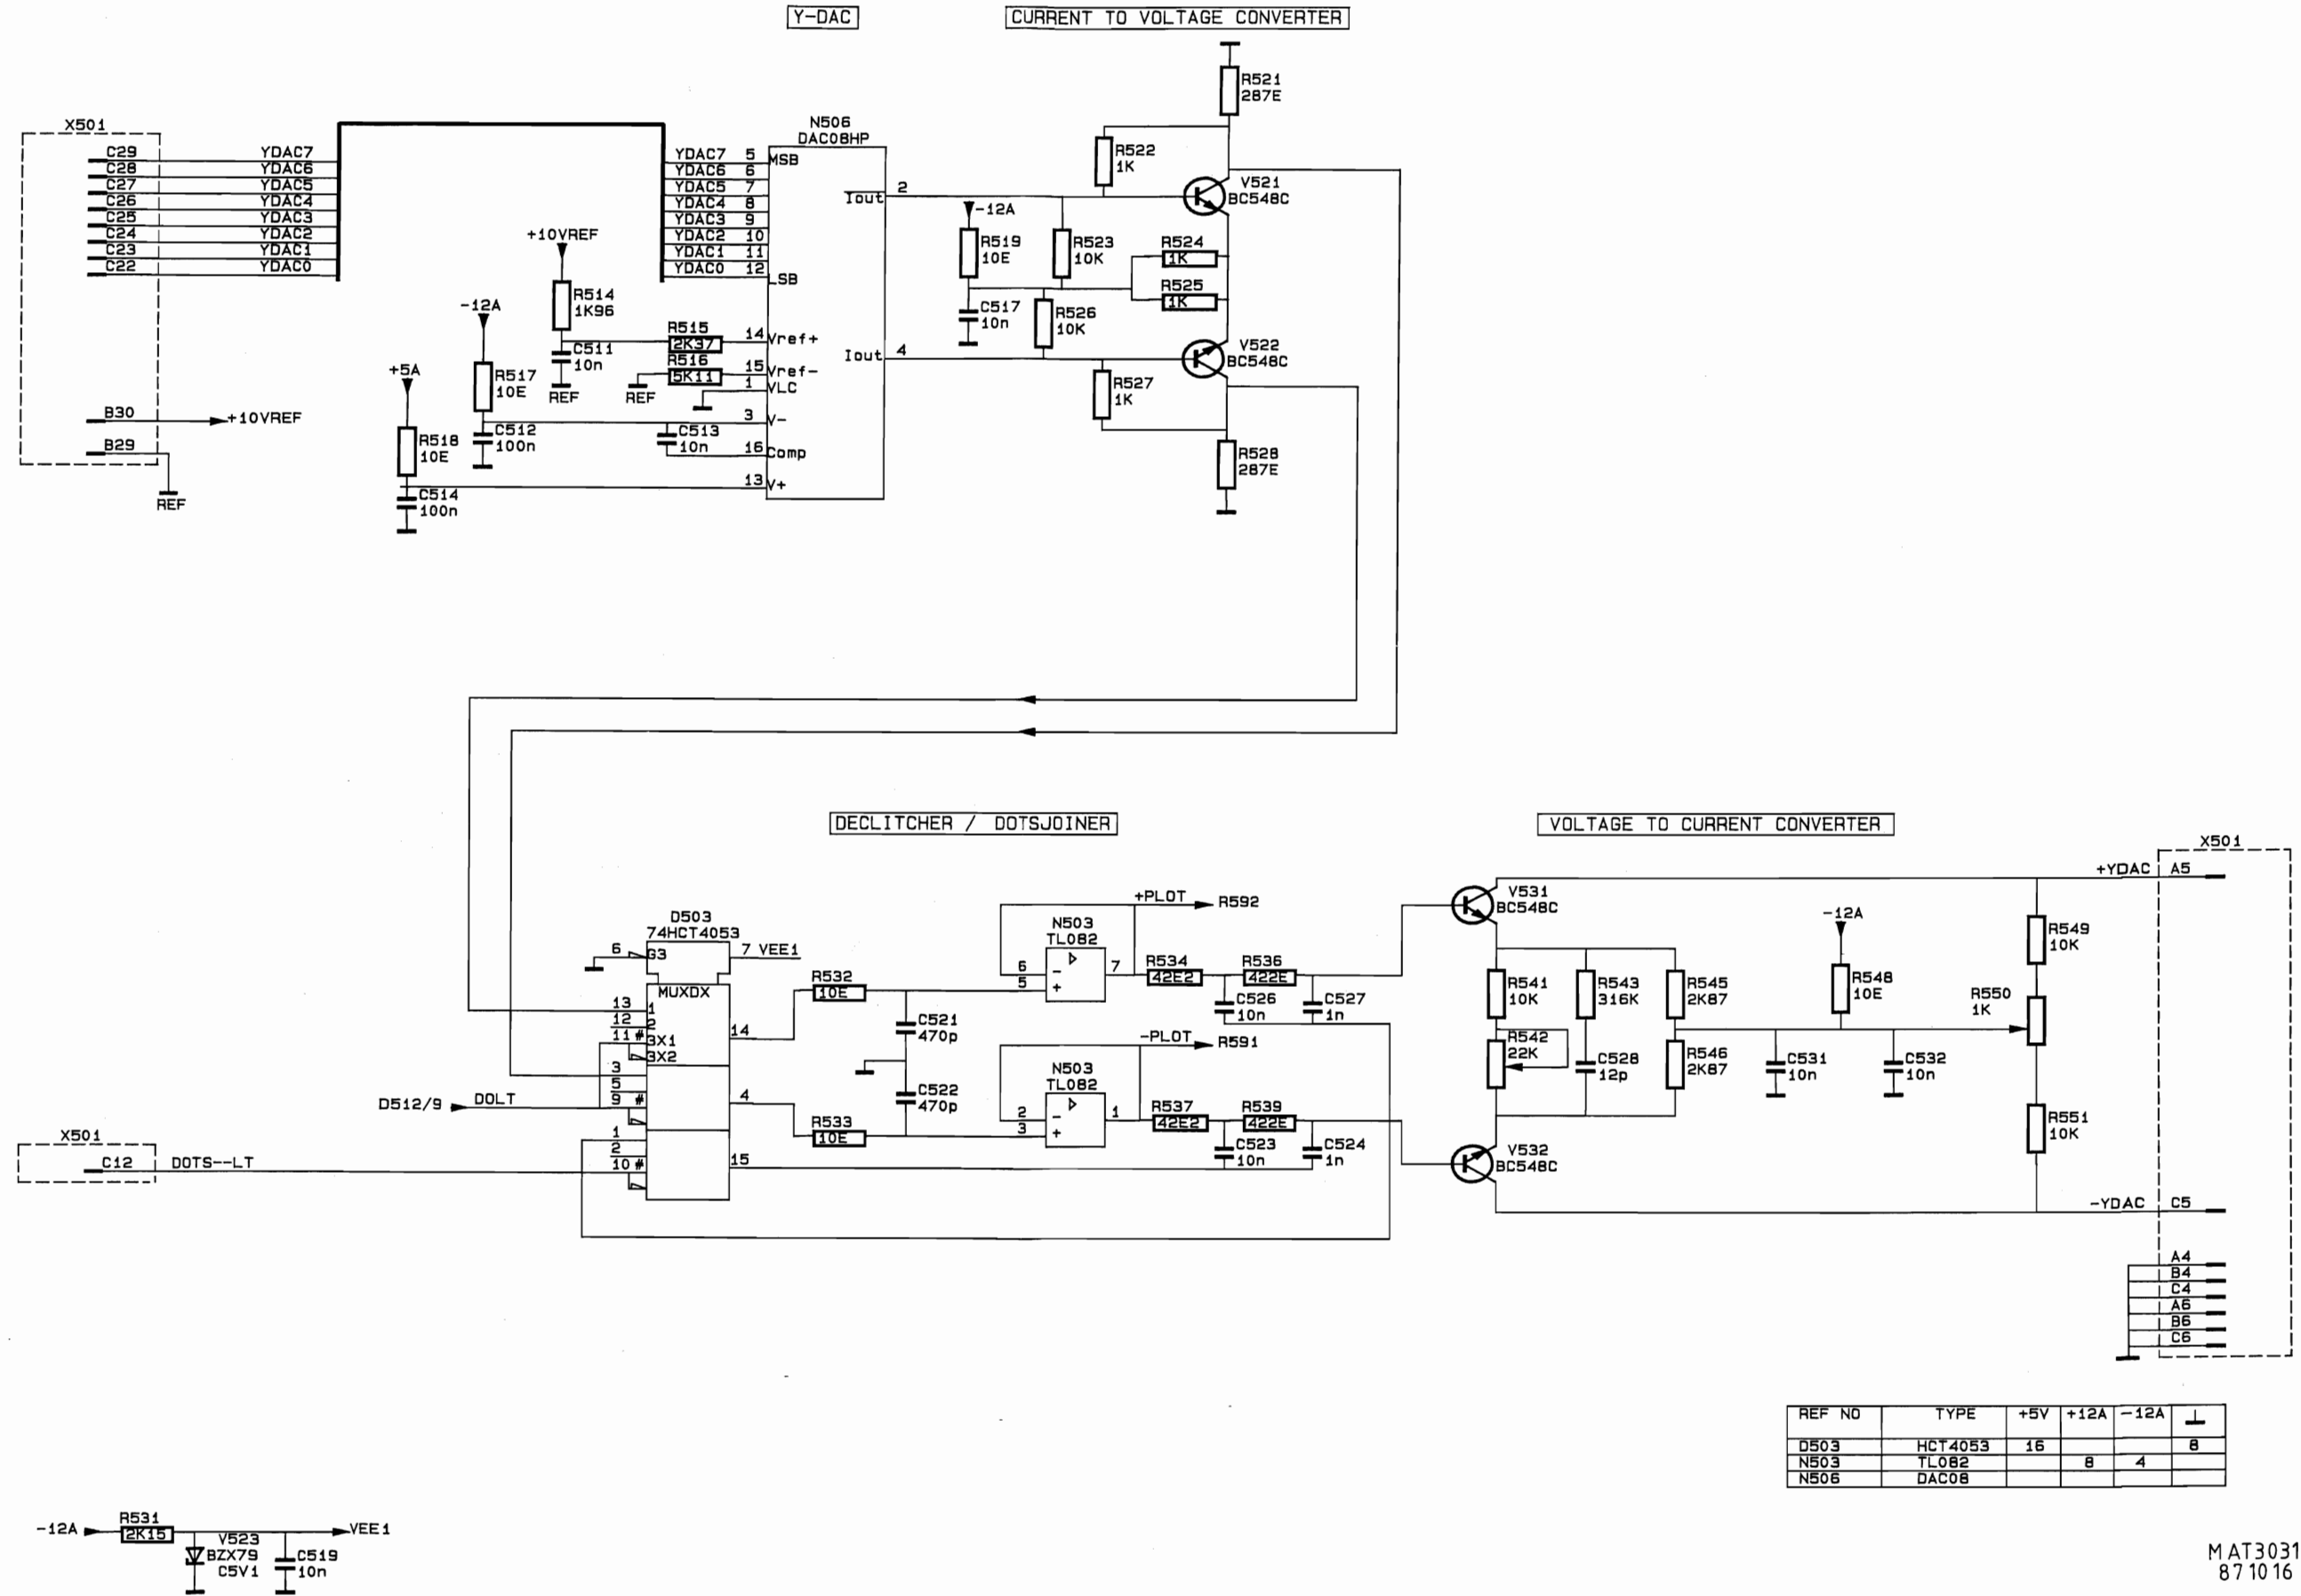 Y-DAC
CURRENT TO VOLTAGE CONVERTER
X501
C29 YDAC7
C28 YDAC6
C27 YDAC5
C26 YDAC4
C25 YDAC3
C24 YDAC2
C23 YDAC1
C22 YDAC0
B30 +10VREF
B29
REF
+5A
R518
10E
C514
100n
-12A
R517
10E
C512
100n
+10VREF
R514
1K96
C511
10n
REF
R515
2K37
R516
5K11
REF
C513
10n
N506
DAC08HP
YDAC7 5 MSB
YDAC6 6
YDAC5 7
YDAC4 8
YDAC3 9
YDAC2 10
YDAC1 11
YDAC0 12 LSB
14 Vref+
15 Vref-
1 VLC
3 V-
16 Comp
13 V+
Iout 2
Iout 4
-12A
R519
10E
C517
10n
R523
10K
R526
10K
R522
1K
R521
287E
V521
BC548C
R524
1K
R525
1K
V522
BC548C
R527
1K
R528
287E
DECLITCHER / DOTSJOINER
VOLTAGE TO CURRENT CONVERTER
D503
74HCT4053
6 G3 7 VEE1
MUXDX
13 1
12 2
11 # 3X1
3X2
14
3
5
9 #
4
1
2
10 #
15
D512/9 DOLT
X501
C12 DOTS--LT
R532
10E
R533
10E
C521
470p
C522
470p
+PLOT R592
N503
TL082
6 -
5 +
7
R534
42E2
R536
422E
C526
10n
C527
1n
-PLOT R591
N503
TL082
2 -
3 +
1
R537
42E2
R539
422E
C523
10n
C524
1n
V531
BC548C
V532
BC548C
R541
10K
R542
22K
R543
316K
C528
12p
R545
2K87
R546
2K87
C531
10n
-12A
R548
10E
C532
10n
R550
1K
R549
10K
R551
10K
X501
+YDAC A5
-YDAC C5
A4
B4
C4
A6
B6
C6
REF NO TYPE +5V +12A -12A
D503 HCT4053 16 8
N503 TL082 8 4
N506 DAC08
-12A
R531
2K15
V523
BZX79
C5V1
C519
10n
VEE1
MAT3031
871016